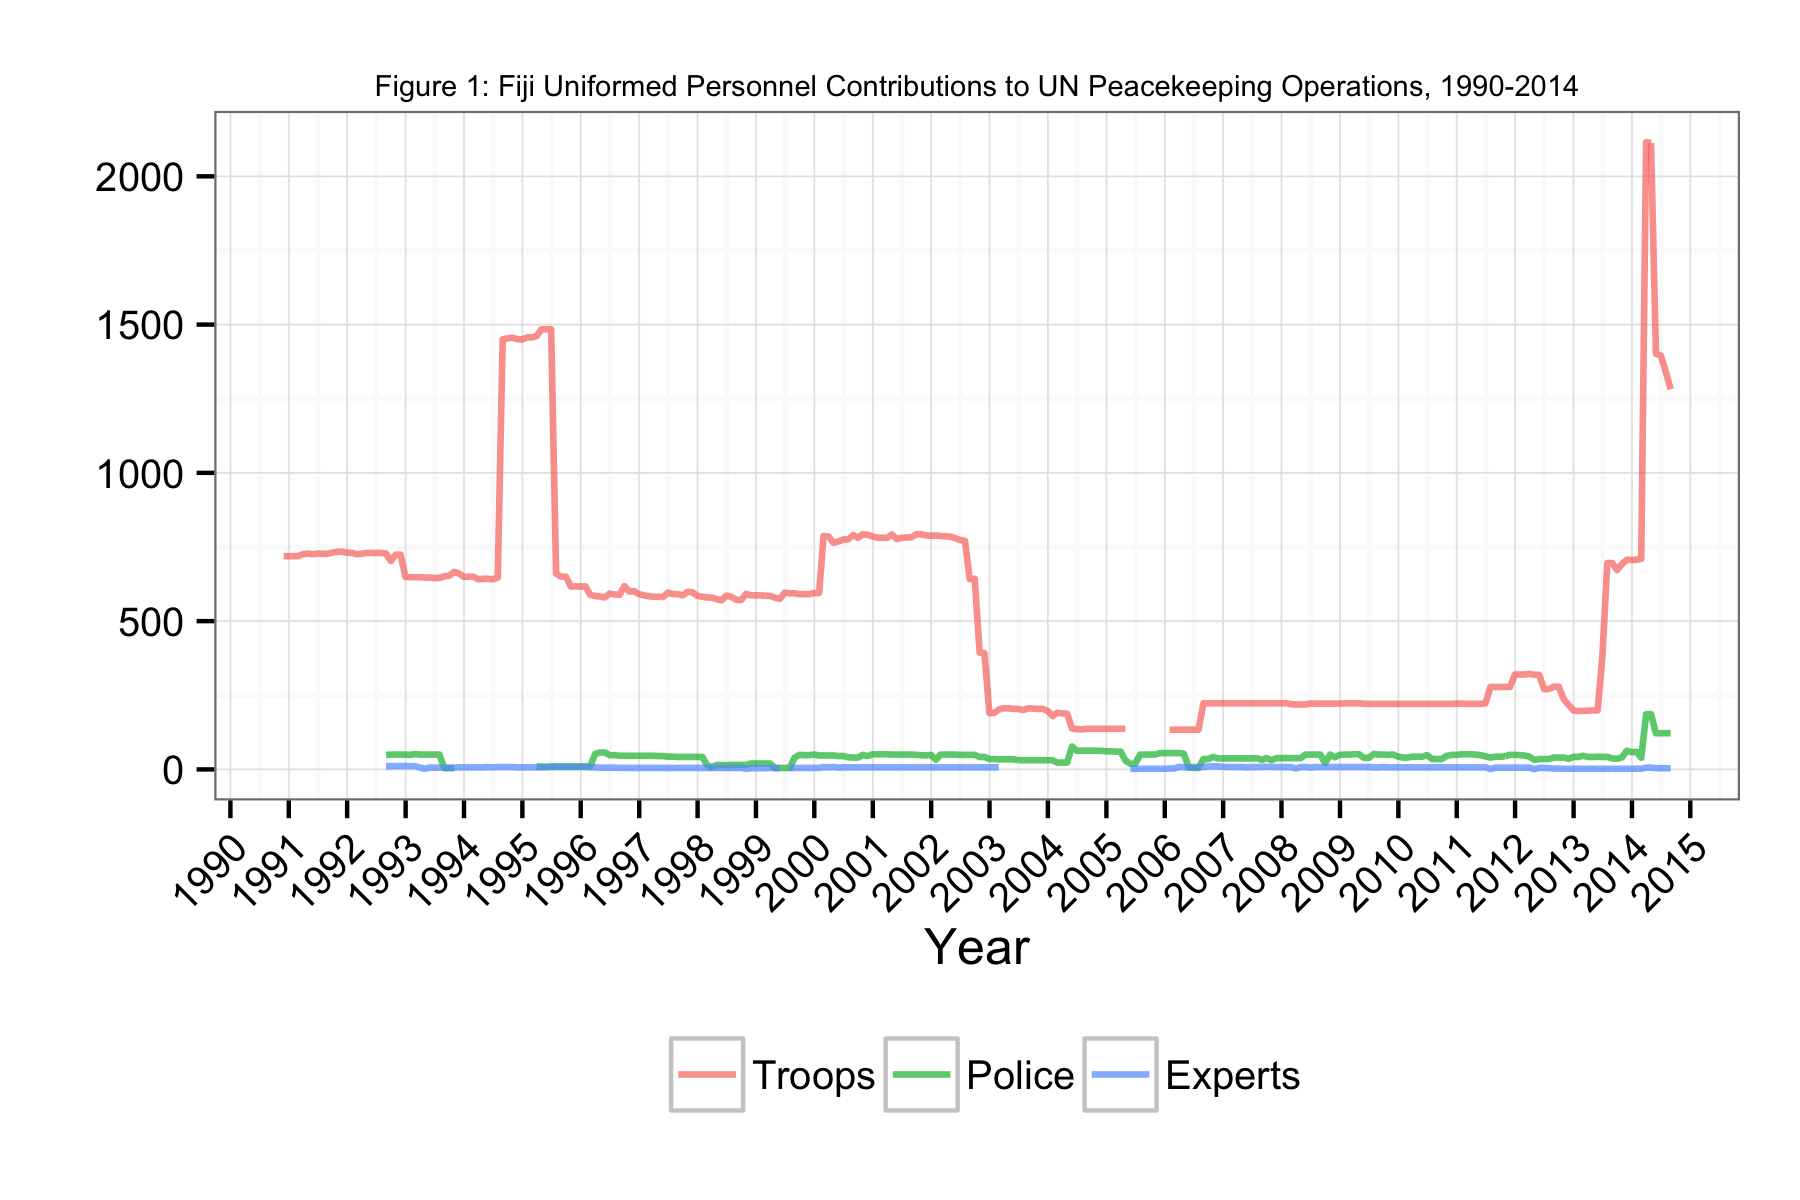 Figure 1: Fiji Uniformed Personnel Contributions to UN Peacekeeping Operations, 1990-2014
2000
1500
1000
500
0
1990 1991 1992 1993 1994 1995 1996 1997 1998 1999 2000 2001 2002 2003 2004 2005 2006 2007 2008 2009 2010 2011 2012 2013 2014 2015
Year
Troops Police Experts